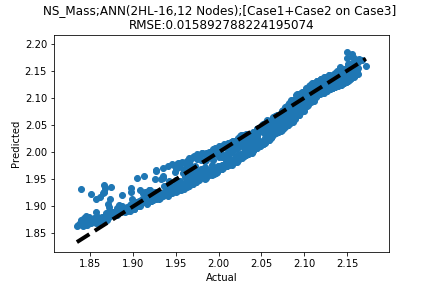 NS_Mass;ANN(2HL-16,12 Nodes);[Case1+Case2 on Case3]
RMSE:0.015892788224195074
2.20
2.15
2.10
2.05
2.00
1.95
1.90
1.85
Predicted
1.85 1.90 1.95 2.00 2.05 2.10 2.15
Actual